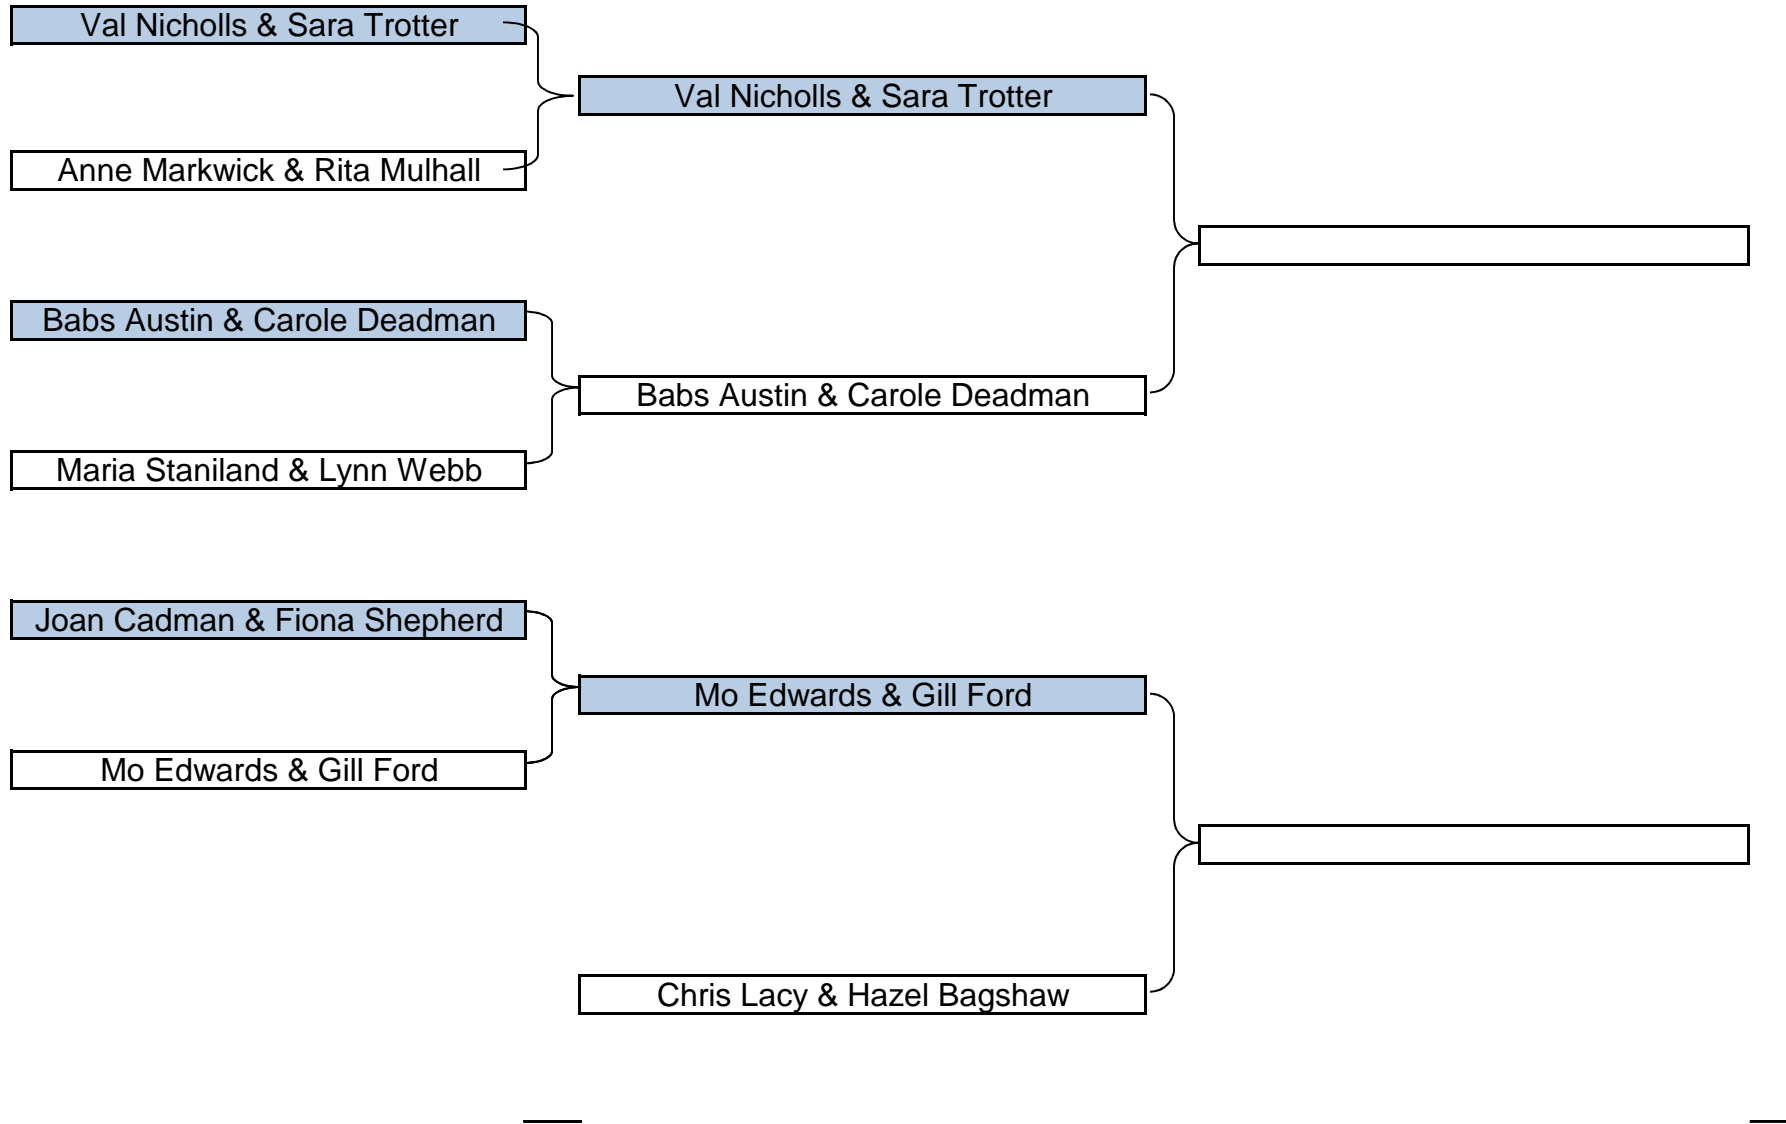 Val Nicholls & Sara Trotter
Val Nicholls & Sara Trotter
Anne Markwick & Rita Mulhall
Babs Austin & Carole Deadman
Babs Austin & Carole Deadman
Maria Staniland & Lynn Webb
Joan Cadman & Fiona Shepherd
Mo Edwards & Gill Ford
Mo Edwards & Gill Ford
Chris Lacy & Hazel Bagshaw